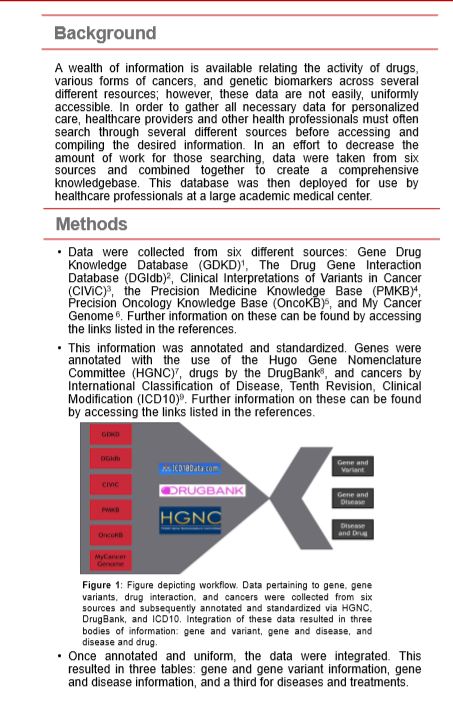 Background
A wealth of information is available relating the activity of drugs,
various forms of cancers, and genetic biomarkers across several
different resources; however, these data are not easily, uniformly
accessible. In order to gather all necessary data for personalized
care, healthcare providers and other health professionals must often
search through several different sources before accessing and
compiling the desired information. In an effort to decrease the
amount of work for those searching, data were taken from six
sources and combined together to create a comprehensive
knowledgebase. This database was then deployed for use by
healthcare professionals at a large academic medical center.
Methods
• Data were collected from six different sources: Gene Drug
Knowledge Database (GDKD)¹, The Drug Gene Interaction
Database (DGIdb)², Clinical Interpretations of Variants in Cancer
(CIViC)³, the Precision Medicine Knowledge Base (PMKB)⁴,
Precision Oncology Knowledge Base (OncoKB)⁵, and My Cancer
Genome⁶. Further information on these can be found by accessing
the links listed in the references.
• This information was annotated and standardized. Genes were
annotated with the use of the Hugo Gene Nomenclature
Committee (HGNC)⁷, drugs by the DrugBank⁸, and cancers by
International Classification of Disease, Tenth Revision, Clinical
Modification (ICD10)⁹. Further information on these can be found
by accessing the links listed in the references.
GDKD
DGIdb
CIViC
PMKB
OncoKB
MyCancer
Genome
ICD10Data.com
DRUGBANK
HGNC
Gene and
Variant
Gene and
Disease
Disease
and Drug
Figure 1: Figure depicting workflow. Data pertaining to gene, gene
variants, drug interaction, and cancers were collected from six
sources and subsequently annotated and standardized via HGNC,
DrugBank, and ICD10. Integration of these data resulted in three
bodies of information: gene and variant, gene and disease, and
disease and drug.
• Once annotated and uniform, the data were integrated. This
resulted in three tables: gene and gene variant information, gene
and disease information, and a third for diseases and treatments.